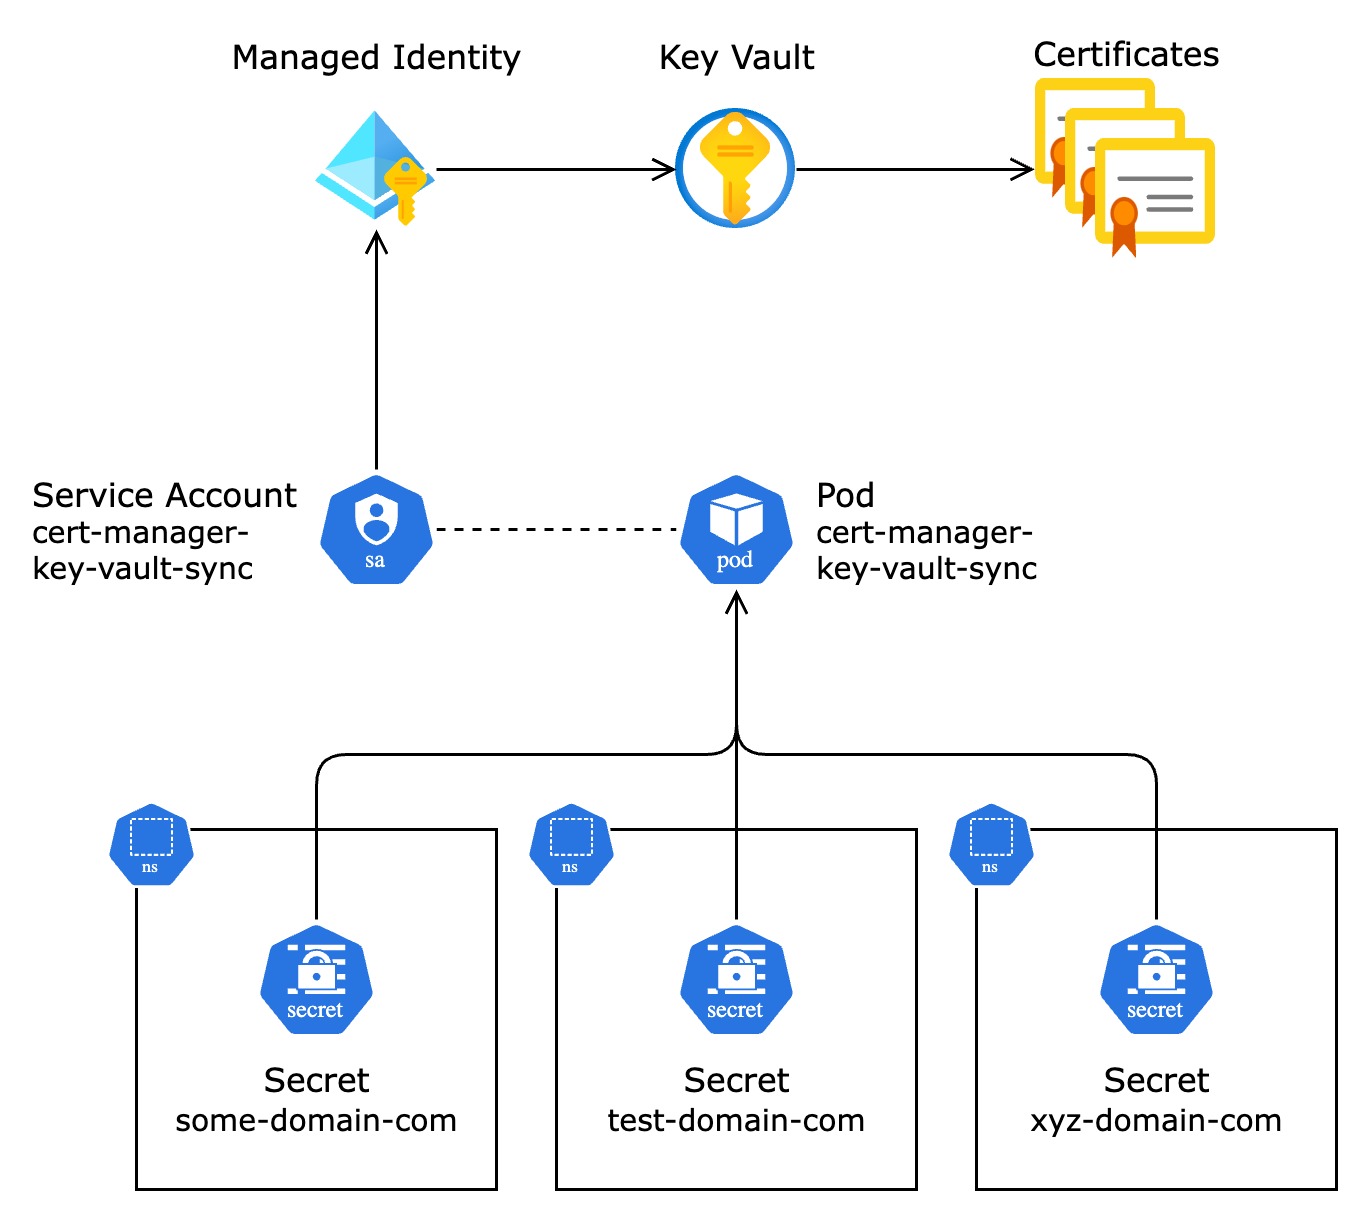 Managed Identity
Key Vault
Certificates
Service Account
cert-manager-
key-vault-sync
sa
pod
Pod
cert-manager-
key-vault-sync
ns
ns
ns
secret
secret
secret
Secret
some-domain-com
Secret
test-domain-com
Secret
xyz-domain-com